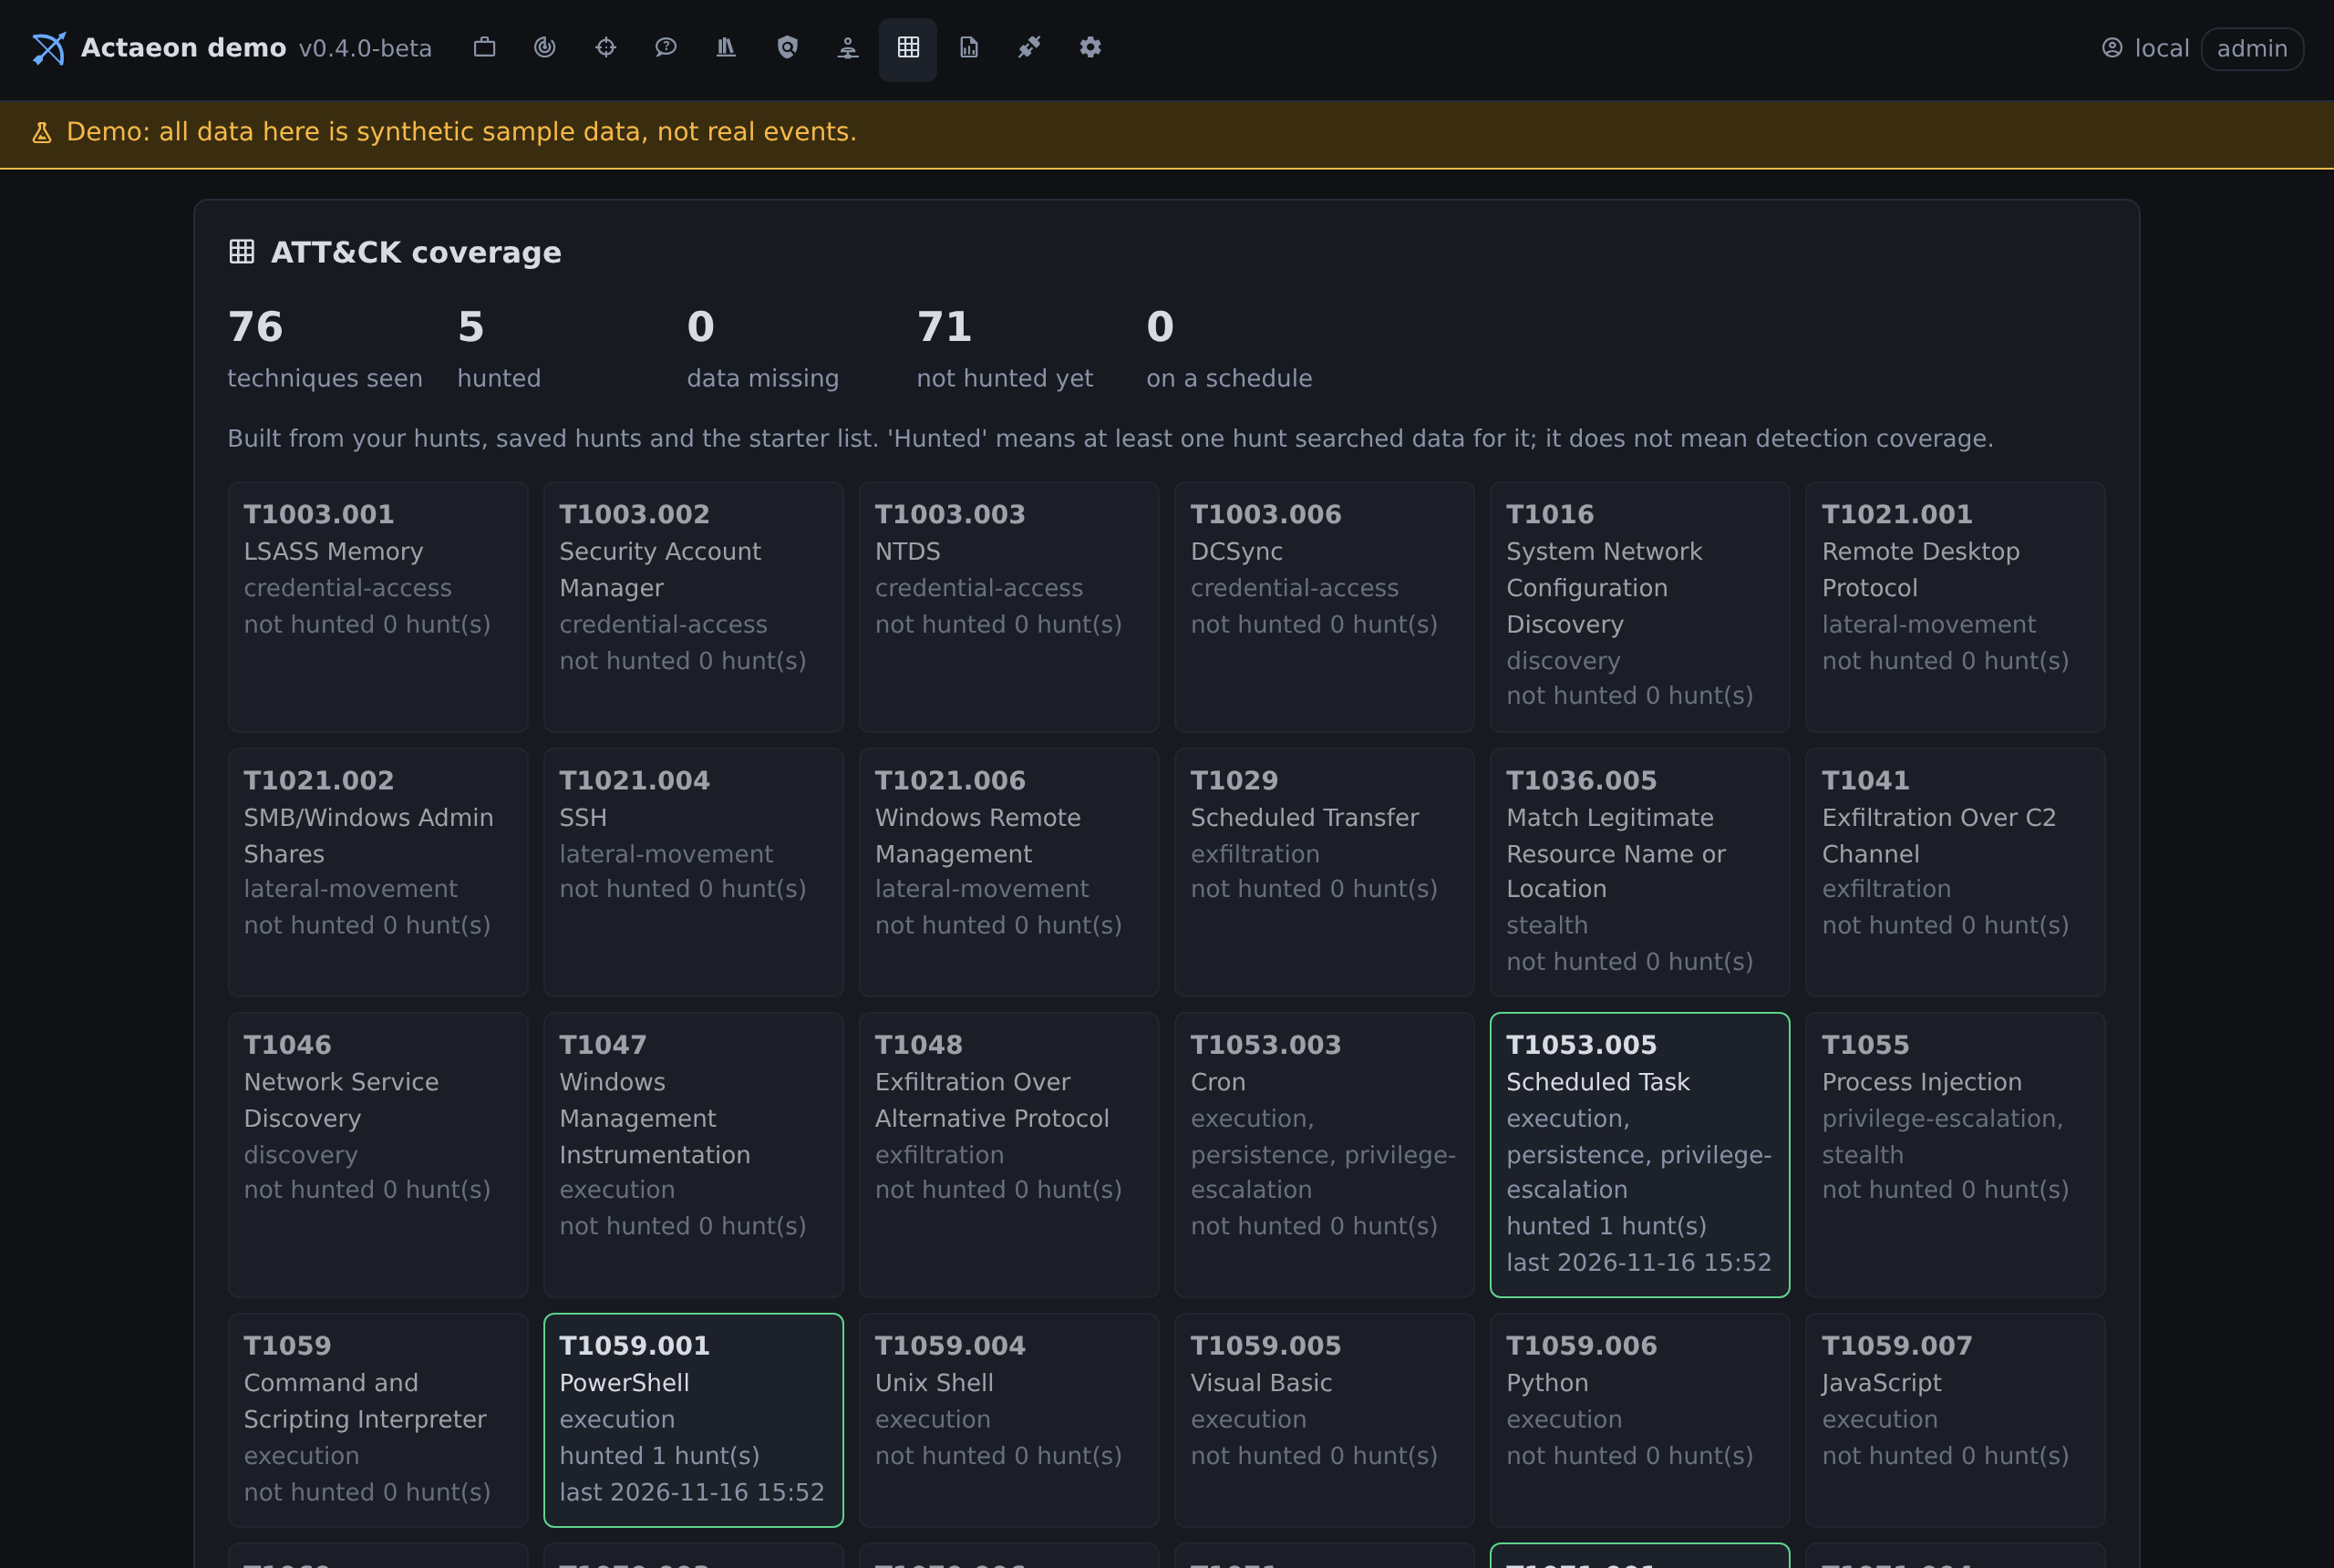 Actaeon demo v0.4.0-beta
local admin
Demo: all data here is synthetic sample data, not real events.
ATT&CK coverage
76 5 0 71 0
techniques seen hunted data missing not hunted yet on a schedule
Built from your hunts, saved hunts and the starter list. 'Hunted' means at least one hunt searched data for it; it does not mean detection coverage.
T1003.001
LSASS Memory
credential-access
not hunted 0 hunt(s)
T1003.002
Security Account
Manager
credential-access
not hunted 0 hunt(s)
T1003.003
NTDS
credential-access
not hunted 0 hunt(s)
T1003.006
DCSync
credential-access
not hunted 0 hunt(s)
T1016
System Network
Configuration
Discovery
discovery
not hunted 0 hunt(s)
T1021.001
Remote Desktop
Protocol
lateral-movement
not hunted 0 hunt(s)
T1021.002
SMB/Windows Admin
Shares
lateral-movement
not hunted 0 hunt(s)
T1021.004
SSH
lateral-movement
not hunted 0 hunt(s)
T1021.006
Windows Remote
Management
lateral-movement
not hunted 0 hunt(s)
T1029
Scheduled Transfer
exfiltration
not hunted 0 hunt(s)
T1036.005
Match Legitimate
Resource Name or
Location
stealth
not hunted 0 hunt(s)
T1041
Exfiltration Over C2
Channel
exfiltration
not hunted 0 hunt(s)
T1046
Network Service
Discovery
discovery
not hunted 0 hunt(s)
T1047
Windows
Management
Instrumentation
execution
not hunted 0 hunt(s)
T1048
Exfiltration Over
Alternative Protocol
exfiltration
not hunted 0 hunt(s)
T1053.003
Cron
execution,
persistence, privilege-
escalation
not hunted 0 hunt(s)
T1053.005
Scheduled Task
execution,
persistence, privilege-
escalation
hunted 1 hunt(s)
last 2026-11-16 15:52
T1055
Process Injection
privilege-escalation,
stealth
not hunted 0 hunt(s)
T1059
Command and
Scripting Interpreter
execution
not hunted 0 hunt(s)
T1059.001
PowerShell
execution
hunted 1 hunt(s)
last 2026-11-16 15:52
T1059.004
Unix Shell
execution
not hunted 0 hunt(s)
T1059.005
Visual Basic
execution
not hunted 0 hunt(s)
T1059.006
Python
execution
not hunted 0 hunt(s)
T1059.007
JavaScript
execution
not hunted 0 hunt(s)